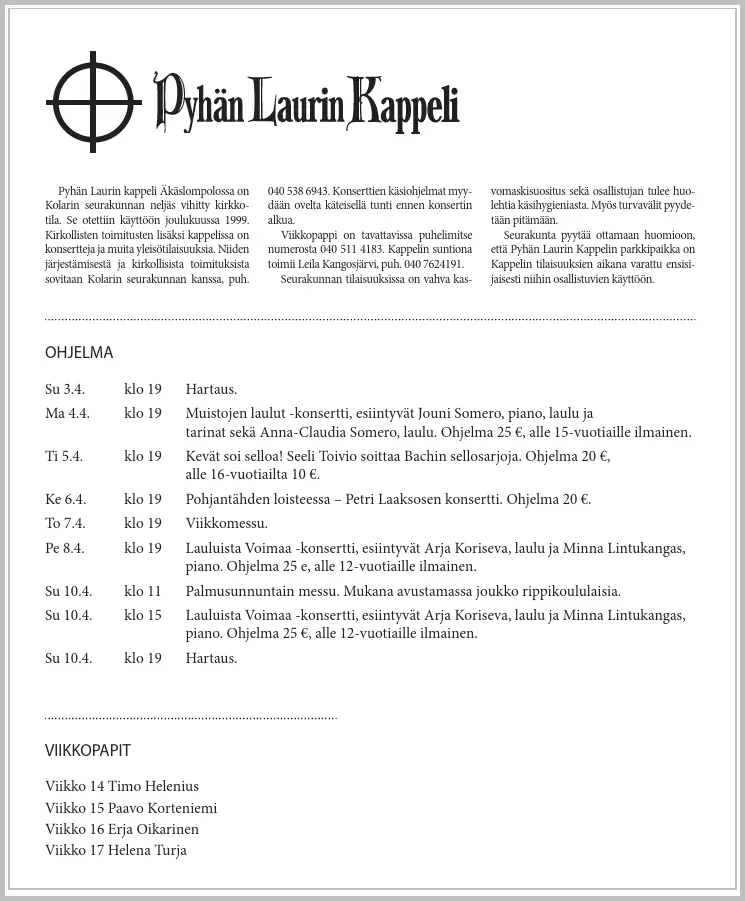 Pyhän Laurin Kappeli
Pyhän Laurin kappeli Äkäslompolossa on
Kolarin seurakunnan neljäs vihitty kirkko-
tila. Se otettiin käyttöön joulukuussa 1999.
Kirkollisten toimitusten lisäksi kappelissa on
konsertteja ja muita yleisötilaisuuksia. Niiden
järjestämisestä ja kirkollisista toimituksista
sovitaan Kolarin seurakunnan kanssa, puh.
040 538 6943. Konserttien käsiohjelmat myy-
dään ovelta käteisellä tunti ennen konsertin
alkua.
Viikkopappi on tavattavissa puhelimitse
numerosta 040 511 4183. Kappelin suntiona
toimii Leila Kangosjärvi, puh. 040 7624191.
Seurakunnan tilaisuuksissa on vahva kas-
vomaskisuositus sekä osallistujan tulee huo-
lehtia käsihygieniasta. Myös turvavälit pyyde-
tään pitämään.
Seurakunta pyytää ottamaan huomioon,
että Pyhän Laurin Kappelin parkkipaikka on
Kappelin tilaisuuksien aikana varattu ensisi-
jaisesti niihin osallistuvien käyttöön.
OHJELMA
Su 3.4. klo 19 Hartaus.
Ma 4.4. klo 19 Muistojen laulut -konsertti, esiintyvät Jouni Somero, piano, laulu ja
tarinat sekä Anna-Claudia Somero, laulu. Ohjelma 25 €, alle 15-vuotiaille ilmainen.
Ti 5.4. klo 19 Kevät soi selloa! Seeli Toivio soittaa Bachin sellosarjoja. Ohjelma 20 €,
alle 16-vuotiailta 10 €.
Ke 6.4. klo 19 Pohjantähden loisteessa – Petri Laaksosen konsertti. Ohjelma 20 €.
To 7.4. klo 19 Viikkomessu.
Pe 8.4. klo 19 Lauluista Voimaa -konsertti, esiintyvät Arja Koriseva, laulu ja Minna Lintukangas,
piano. Ohjelma 25 e, alle 12-vuotiaille ilmainen.
Su 10.4. klo 11 Palmusunnuntain messu. Mukana avustamassa joukko rippikoululaisia.
Su 10.4. klo 15 Lauluista Voimaa -konsertti, esiintyvät Arja Koriseva, laulu ja Minna Lintukangas,
piano. Ohjelma 25 €, alle 12-vuotiaille ilmainen.
Su 10.4. klo 19 Hartaus.
VIIKKOPAPIT
Viikko 14 Timo Helenius
Viikko 15 Paavo Korteniemi
Viikko 16 Erja Oikarinen
Viikko 17 Helena Turja